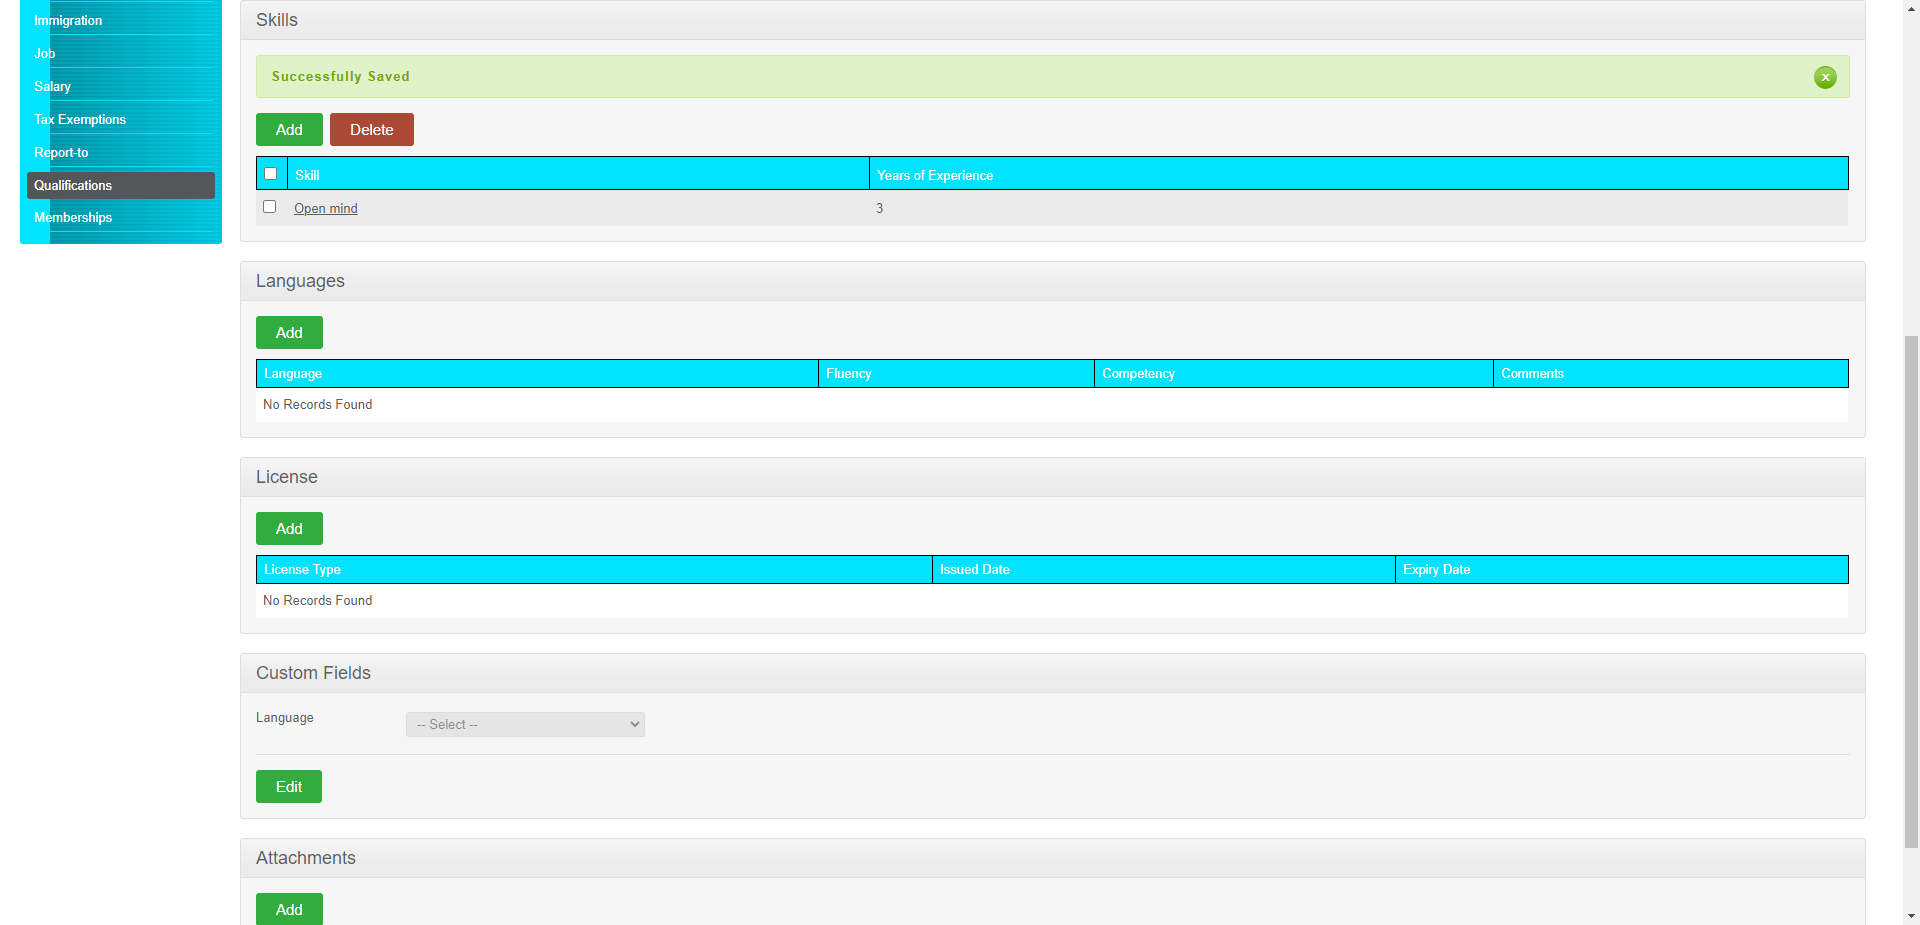 Immigration
Job
Salary
Tax Exemptions
Report-to
Qualifications
Memberships
Skills
Successfully Saved
x
Add Delete
Skill Years of Experience
Open mind 3
Languages
Add
Language Fluency Competency Comments
No Records Found
License
Add
License Type Issued Date Expiry Date
No Records Found
Custom Fields
Language -- Select --
Edit
Attachments
Add